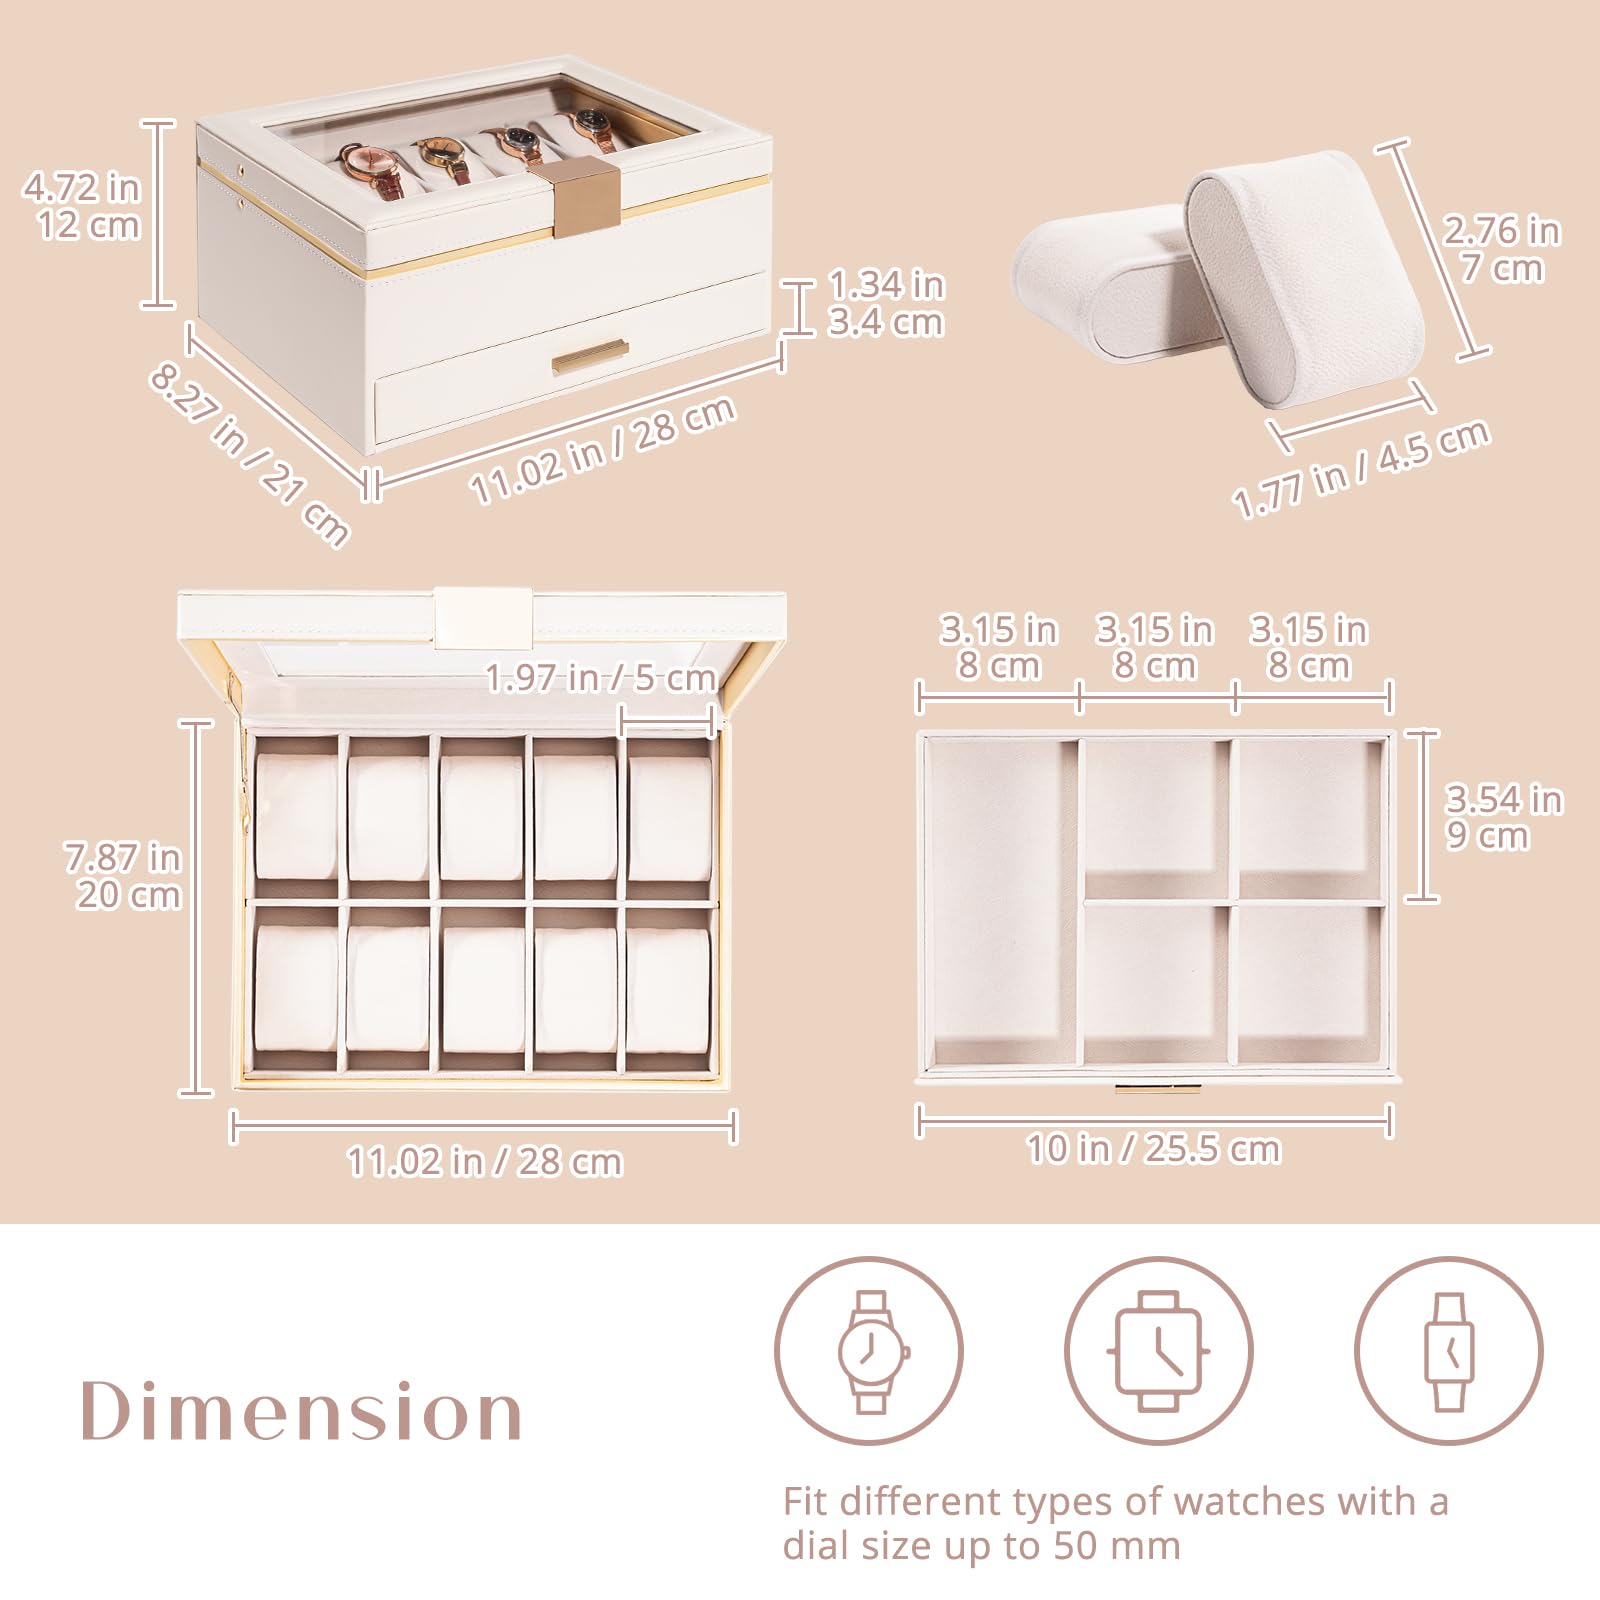 4.72 in
12 cm
1.34 in
3.4 cm
8.27 in / 21 cm
11.02 in / 28 cm
2.76 in
7 cm
1.77 in / 4.5 cm
1.97 in / 5 cm
7.87 in
20 cm
11.02 in / 28 cm
3.15 in
8 cm
3.15 in
8 cm
3.15 in
8 cm
3.54 in
9 cm
10 in / 25.5 cm
Dimension
Fit different types of watches with a
dial size up to 50 mm